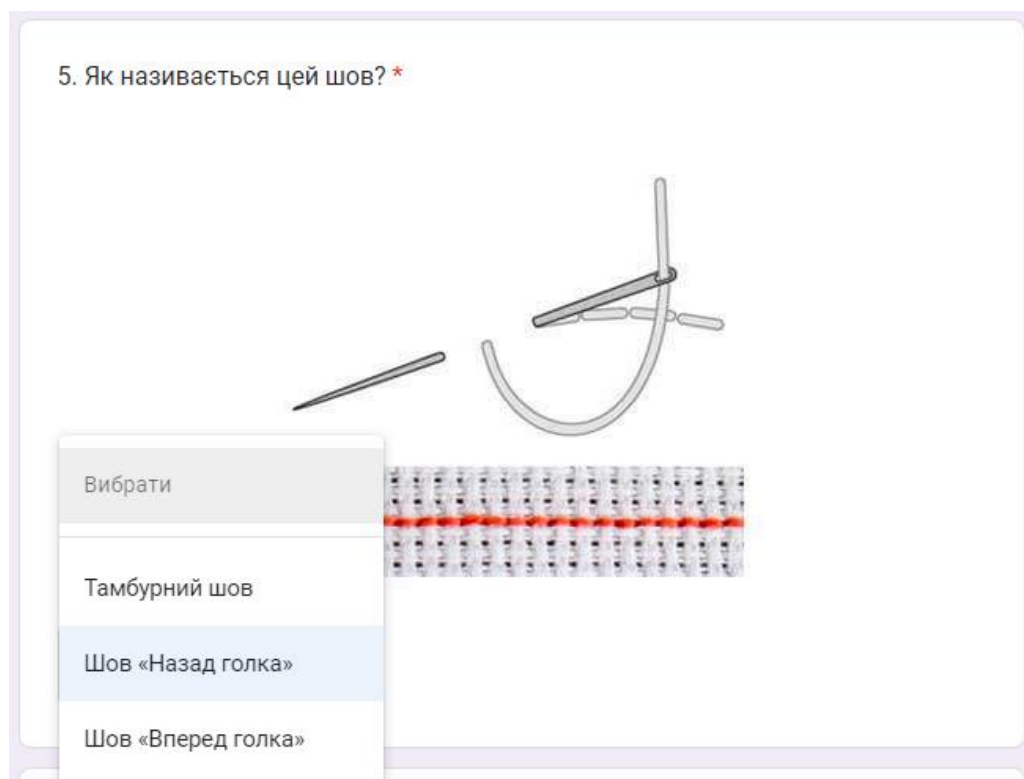 5. Як називається цей шов? *
Вибрати
Тамбурний шов
Шов «Назад голка»
Шов «Вперед голка»